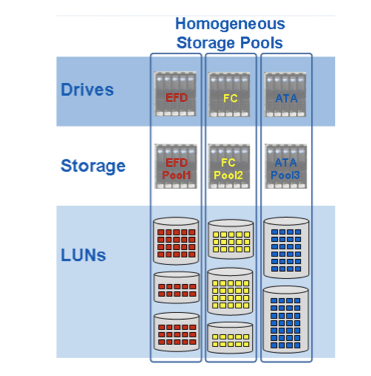 Homogeneous
Storage Pools
Drives
EFD
FC
ATA
Storage
EFD
Pool1
FC
Pool2
ATA
Pool3
LUNs